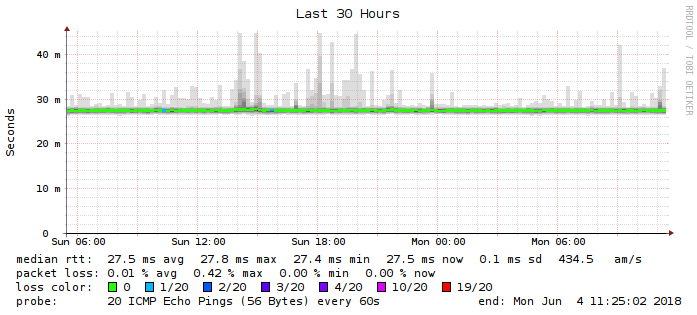 Last 30 Hours
RRDTOOL / TOBI OETIKER
40 m
30 m
20 m
10 m
0
Seconds
Sun 06:00 Sun 12:00 Sun 18:00 Mon 00:00 Mon 06:00
median rtt: 27.5 ms avg 27.8 ms max 27.4 ms min 27.5 ms now 0.1 ms sd 434.5 am/s
packet loss: 0.01 % avg 0.42 % max 0.00 % min 0.00 % now
loss color: 0 1/20 2/20 3/20 4/20 10/20 19/20
probe: 20 ICMP Echo Pings (56 Bytes) every 60s end: Mon Jun 4 11:25:02 2018